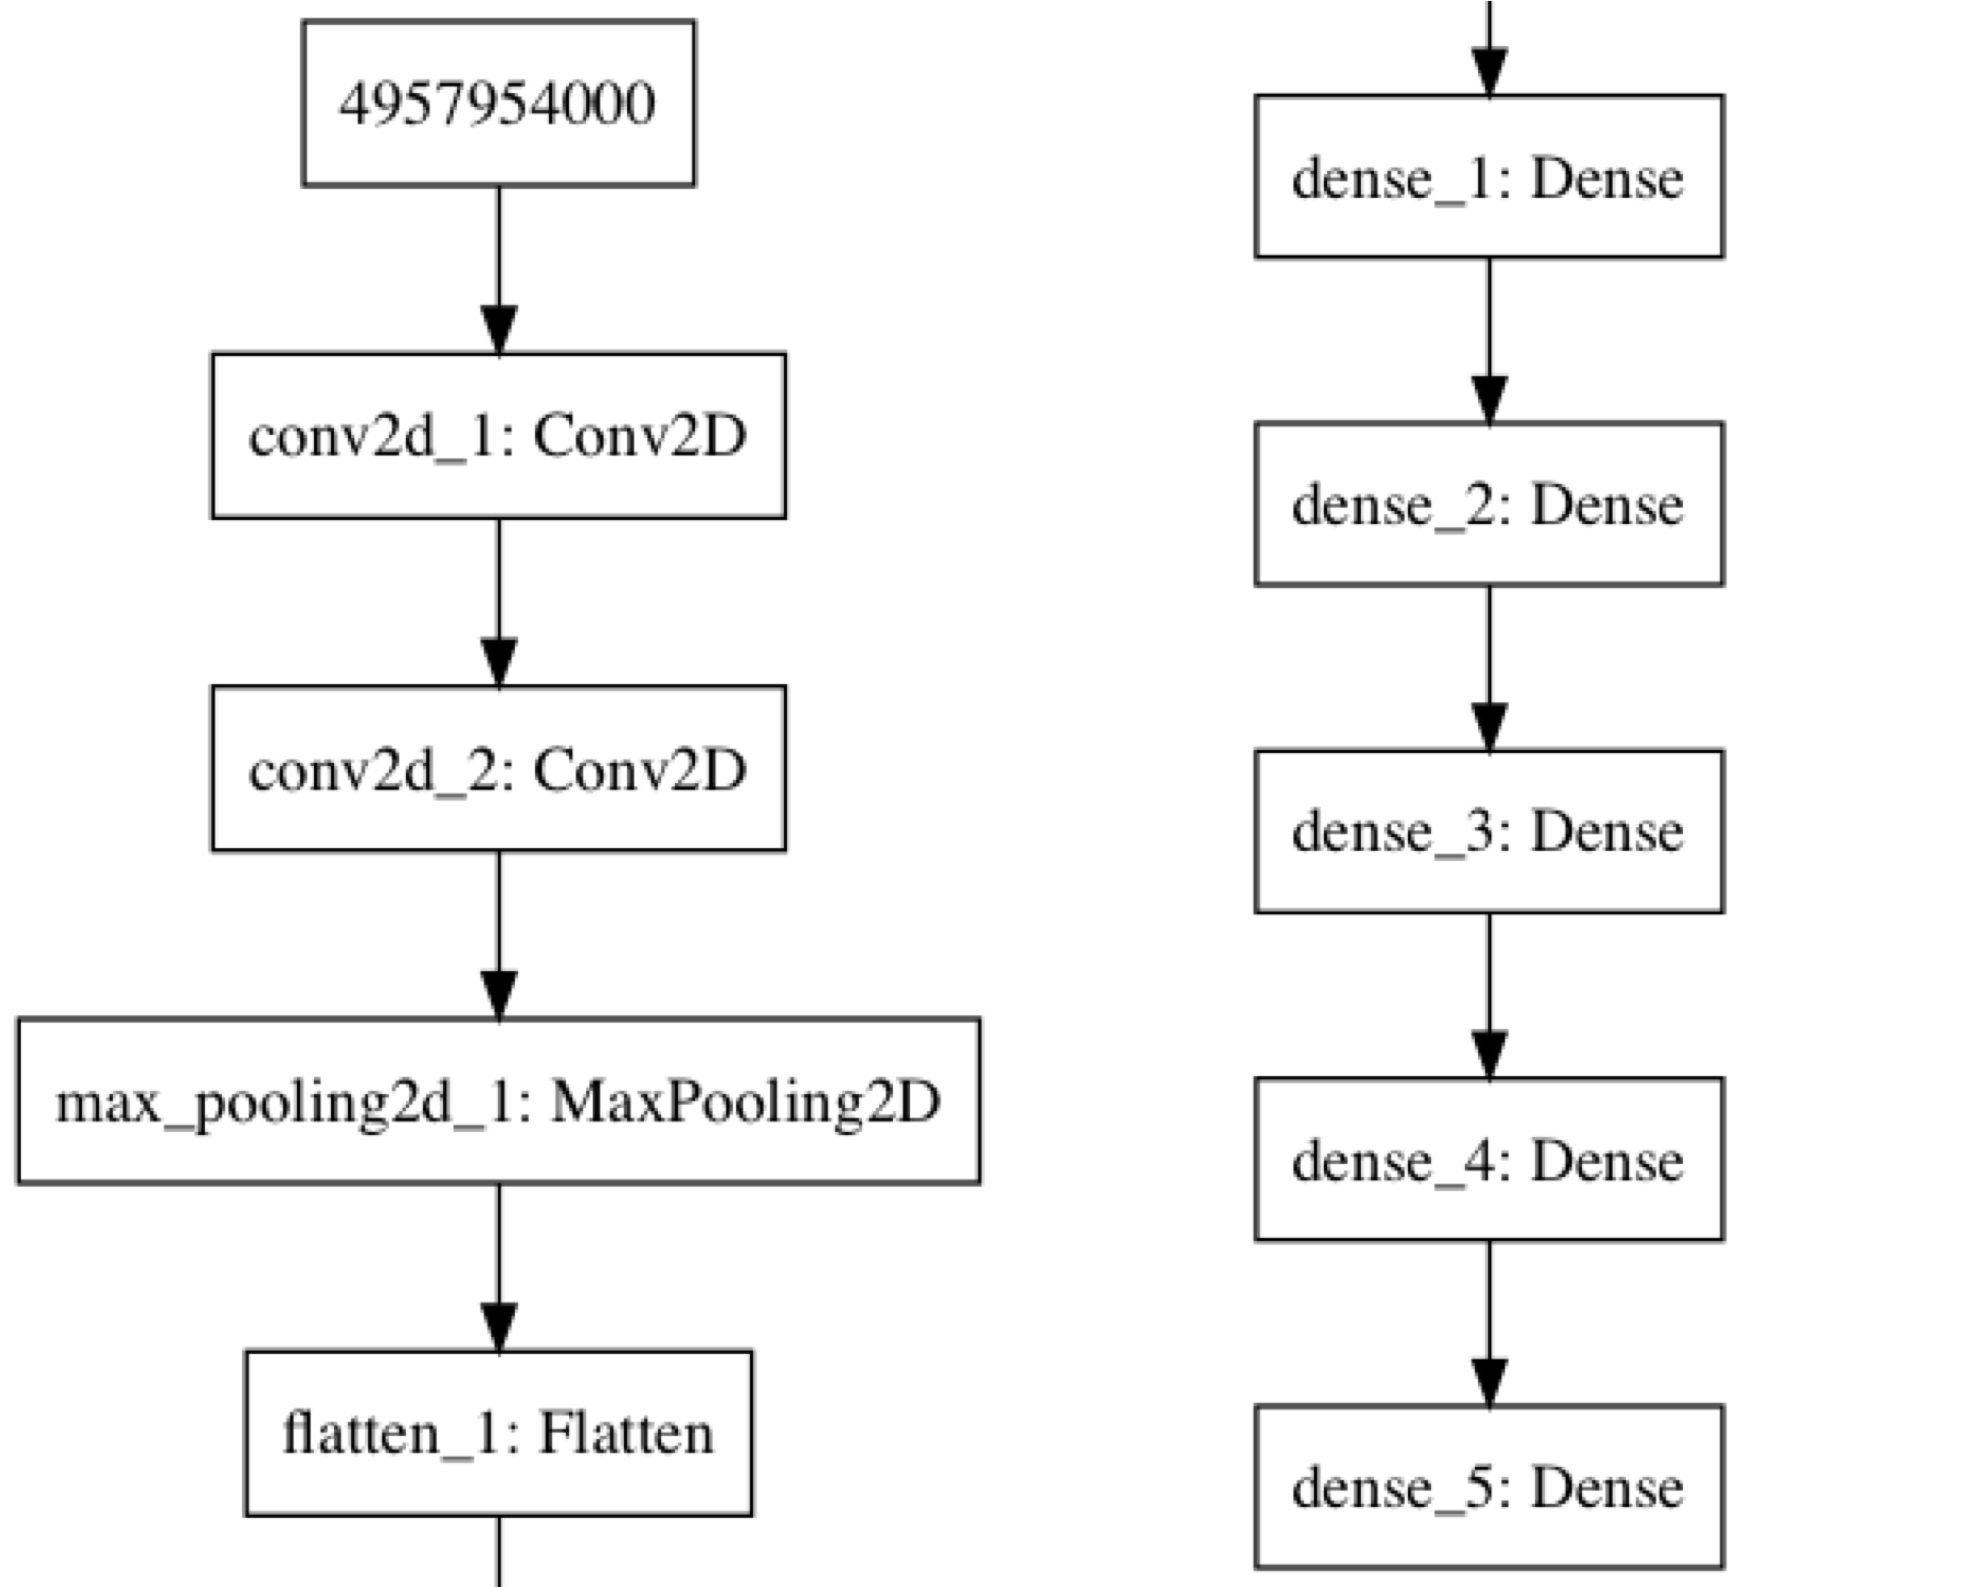 4957954000
conv2d_1: Conv2D
conv2d_2: Conv2D
max_pooling2d_1: MaxPooling2D
flatten_1: Flatten
dense_1: Dense
dense_2: Dense
dense_3: Dense
dense_4: Dense
dense_5: Dense